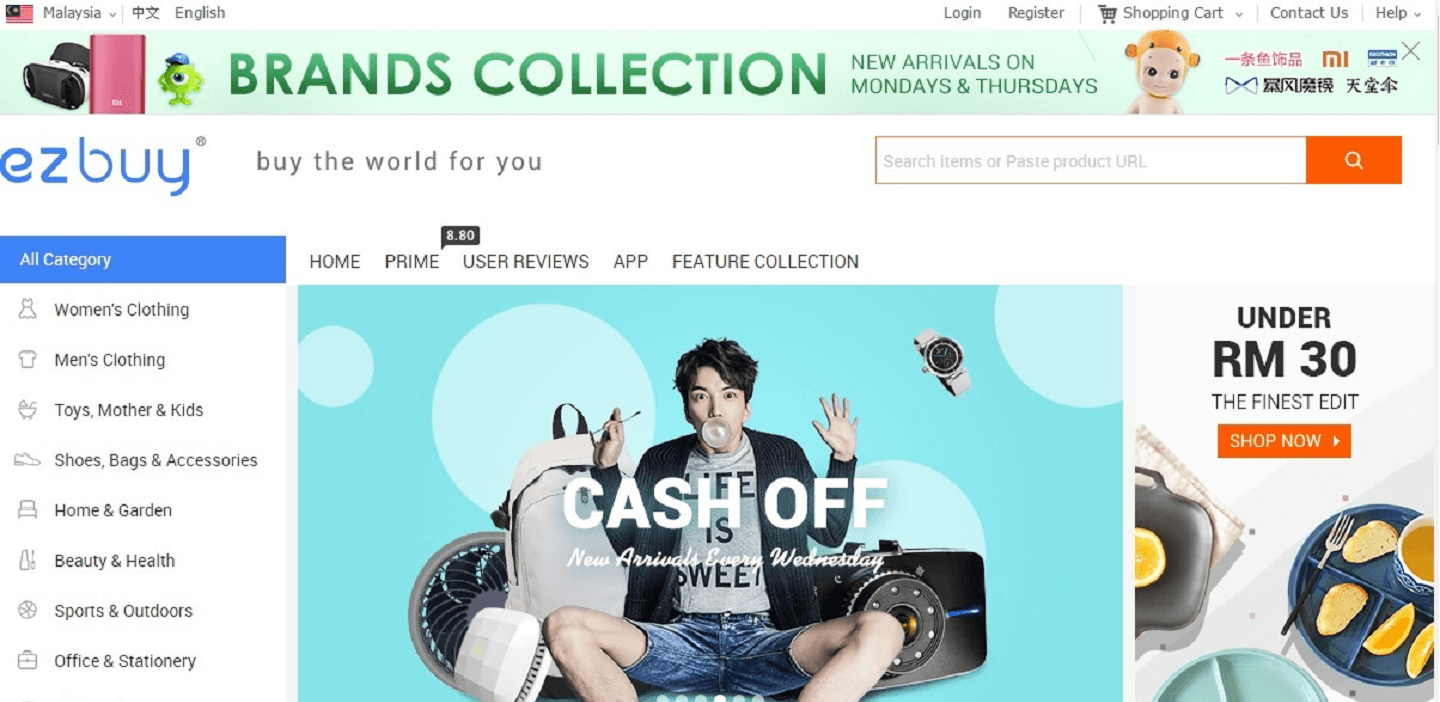 Malaysia 中文 English Login Register Shopping Cart Contact Us Help
BRANDS COLLECTION
NEW ARRIVALS ON
MONDAYS & THURSDAYS
一条鱼饰品 MI DECATHLON
暴风魔镜 天堂伞
MI
ezbuy® buy the world for you
Search items or Paste product URL
8.80
All Category HOME PRIME USER REVIEWS APP FEATURE COLLECTION
Women's Clothing
Men's Clothing
Toys, Mother & Kids
Shoes, Bags & Accessories
Home & Garden
Beauty & Health
Sports & Outdoors
Office & Stationery
LIFE
CASH OFF
IS
New Arrivals Every Wednesday
SWEET
UNDER
RM 30
THE FINEST EDIT
SHOP NOW